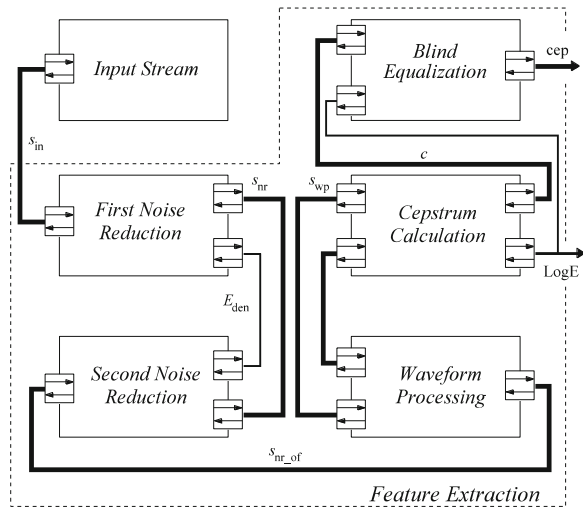 Input Stream
Blind
Equalization
cep
s_in
c
First Noise
Reduction
s_nr
s_wp
Cepstrum
Calculation
LogE
E_den
Second Noise
Reduction
Waveform
Processing
s_nr_of
Feature Extraction